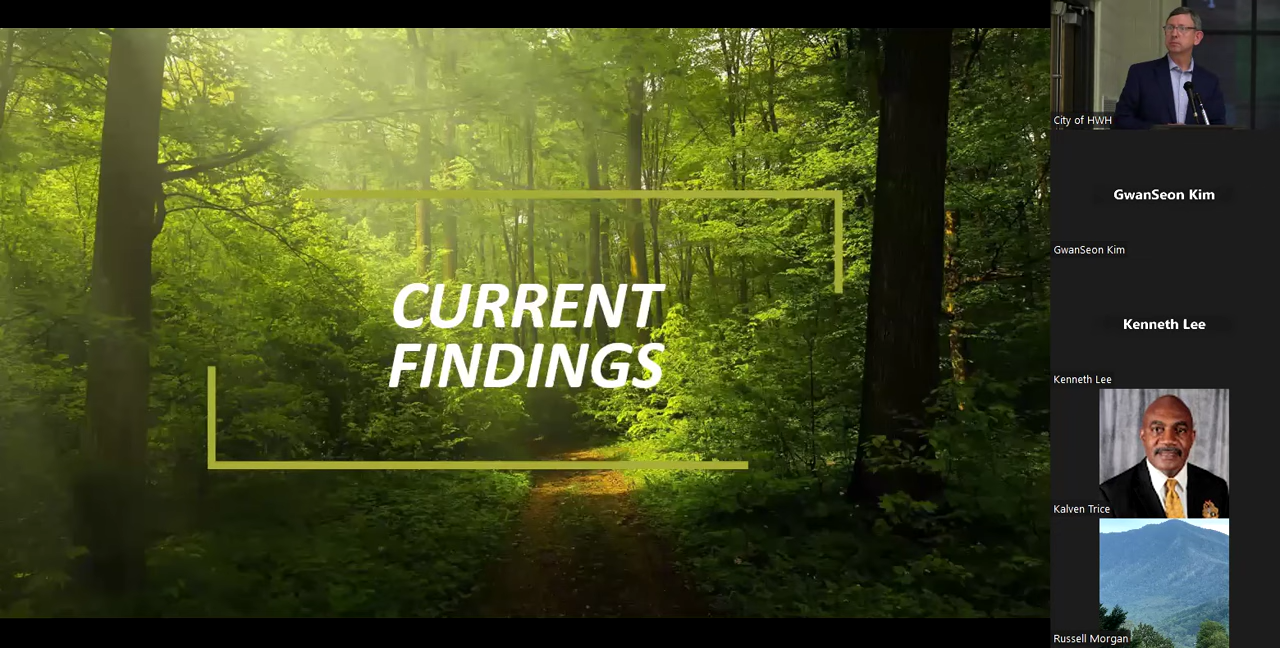 CURRENT
FINDINGS
City of HWH
GwanSeon Kim
GwanSeon Kim
Kenneth Lee
Kenneth Lee
Kalven Trice
Russell Morgan